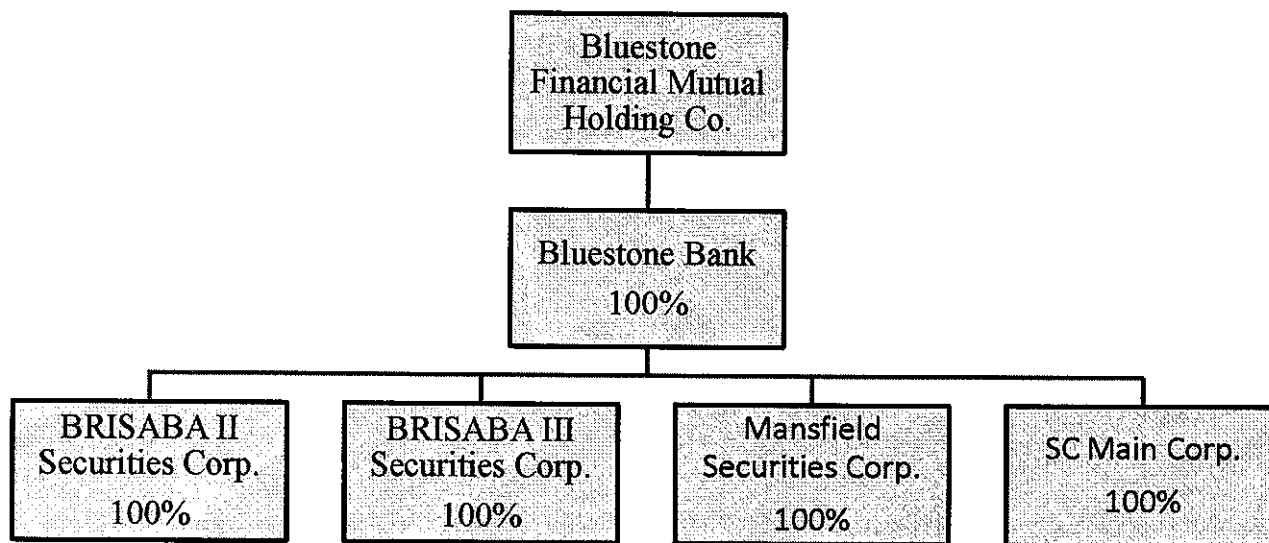 Bluestone
Financial Mutual
Holding Co.
Bluestone Bank
100%
BRISABA II
Securities Corp.
100%
BRISABA III
Securities Corp.
100%
Mansfield
Securities Corp.
100%
SC Main Corp.
100%